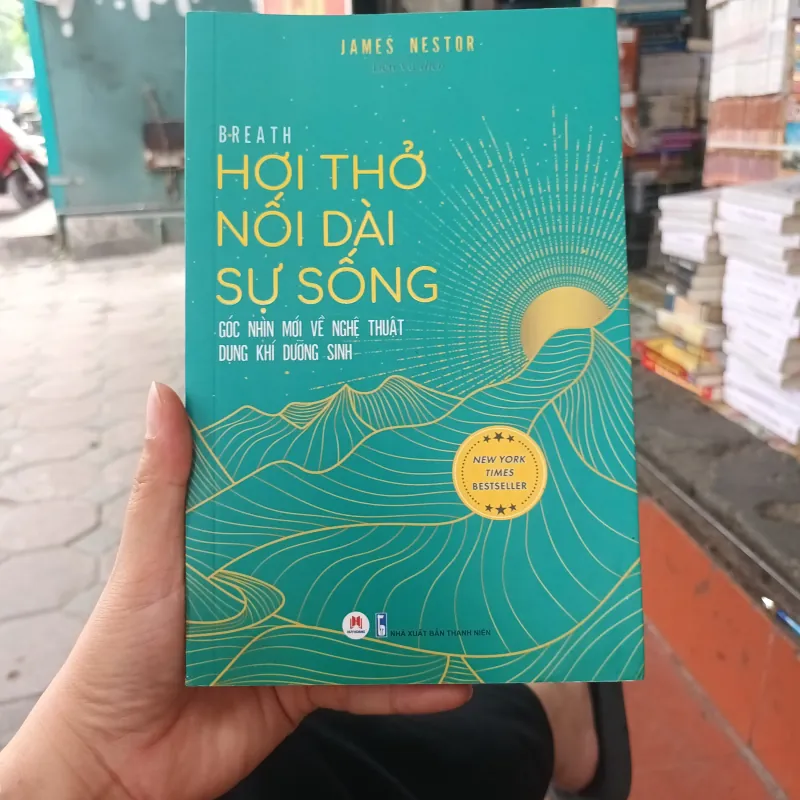 JAMES NESTOR
BREATH
HƠI THỞ
NỐI DÀI
SỰ SỐNG
GÓC NHÌN MỚI VỀ NGHỆ THUẬT
DỤNG KHÍ DƯỠNG SINH
NEW YORK
TIMES
BESTSELLER
NHÀ XUẤT BẢN THANH NIÊN